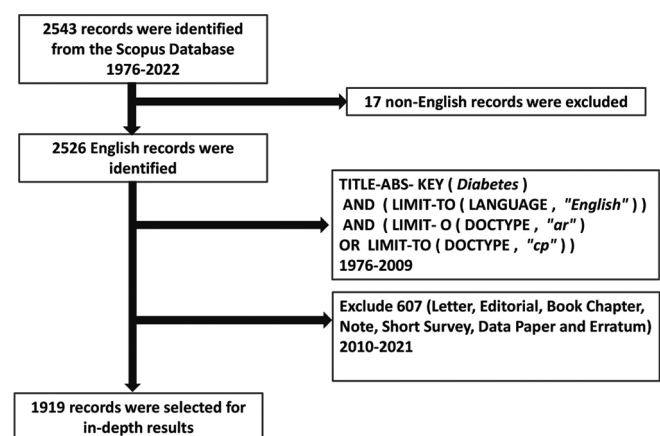 2543 records were identified
from the Scopus Database
1976-2022
17 non-English records were excluded
2526 English records were
identified
TITLE-ABS- KEY ( Diabetes )
AND ( LIMIT-TO ( LANGUAGE , "English" ) )
AND ( LIMIT- O ( DOCTYPE , "ar" )
OR LIMIT-TO ( DOCTYPE , "cp" ) )
1976-2009
Exclude 607 (Letter, Editorial, Book Chapter,
Note, Short Survey, Data Paper and Erratum)
2010-2021
1919 records were selected for
in-depth results